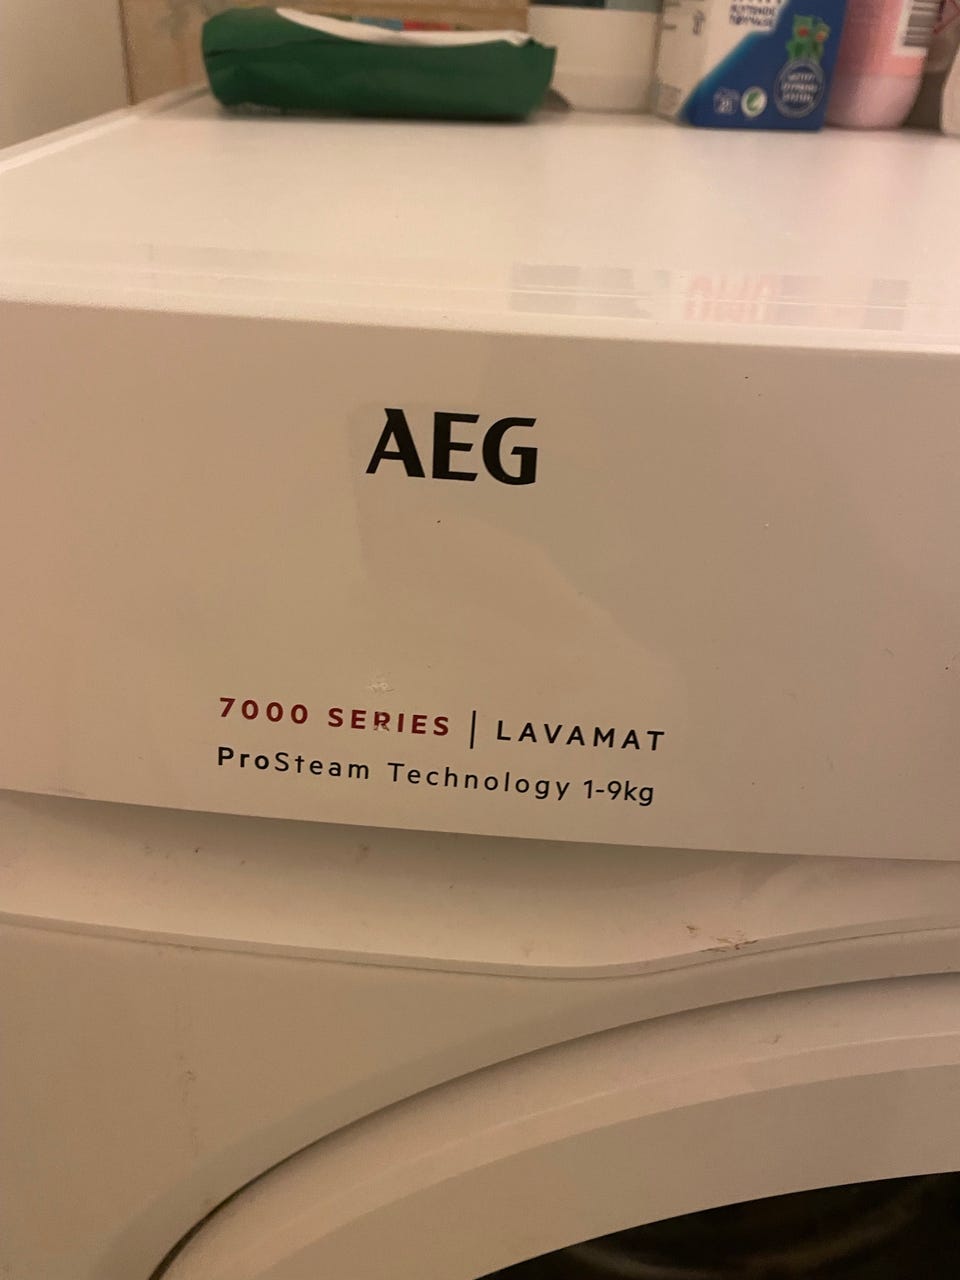 AEG
7000 SERIES | LAVAMAT
ProSteam Technology 1-9kg